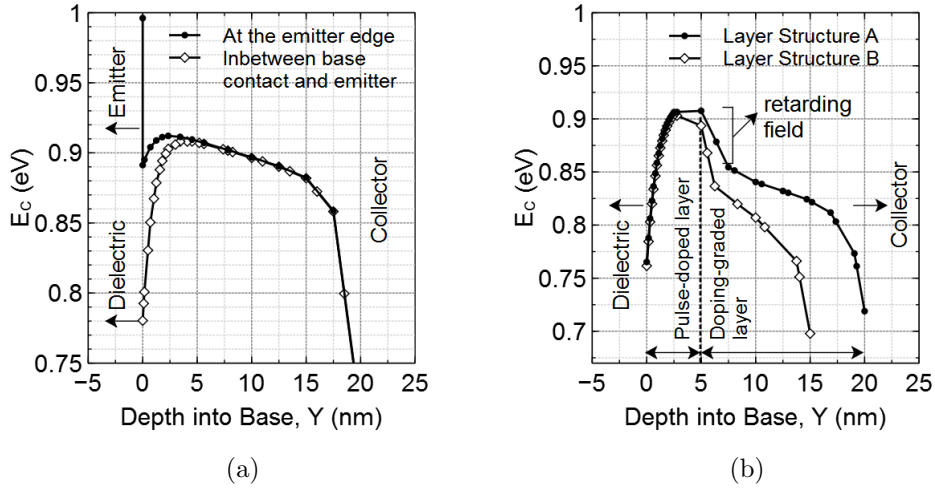 1
0.95
0.9
0.85
0.8
0.75
-5
0
5
10
15
20
25
E_C (eV)
Depth into Base, Y (nm)
At the emitter edge
Inbetween base
contact and emitter
Emitter
Dielectric
Collector
(a)
1
0.95
0.9
0.85
0.8
0.75
0.7
-5
0
5
10
15
20
25
E_C (eV)
Depth into Base, Y (nm)
Layer Structure A
Layer Structure B
retarding
field
Dielectric
Pulse-doped layer
Doping-graded
layer
Collector
(b)